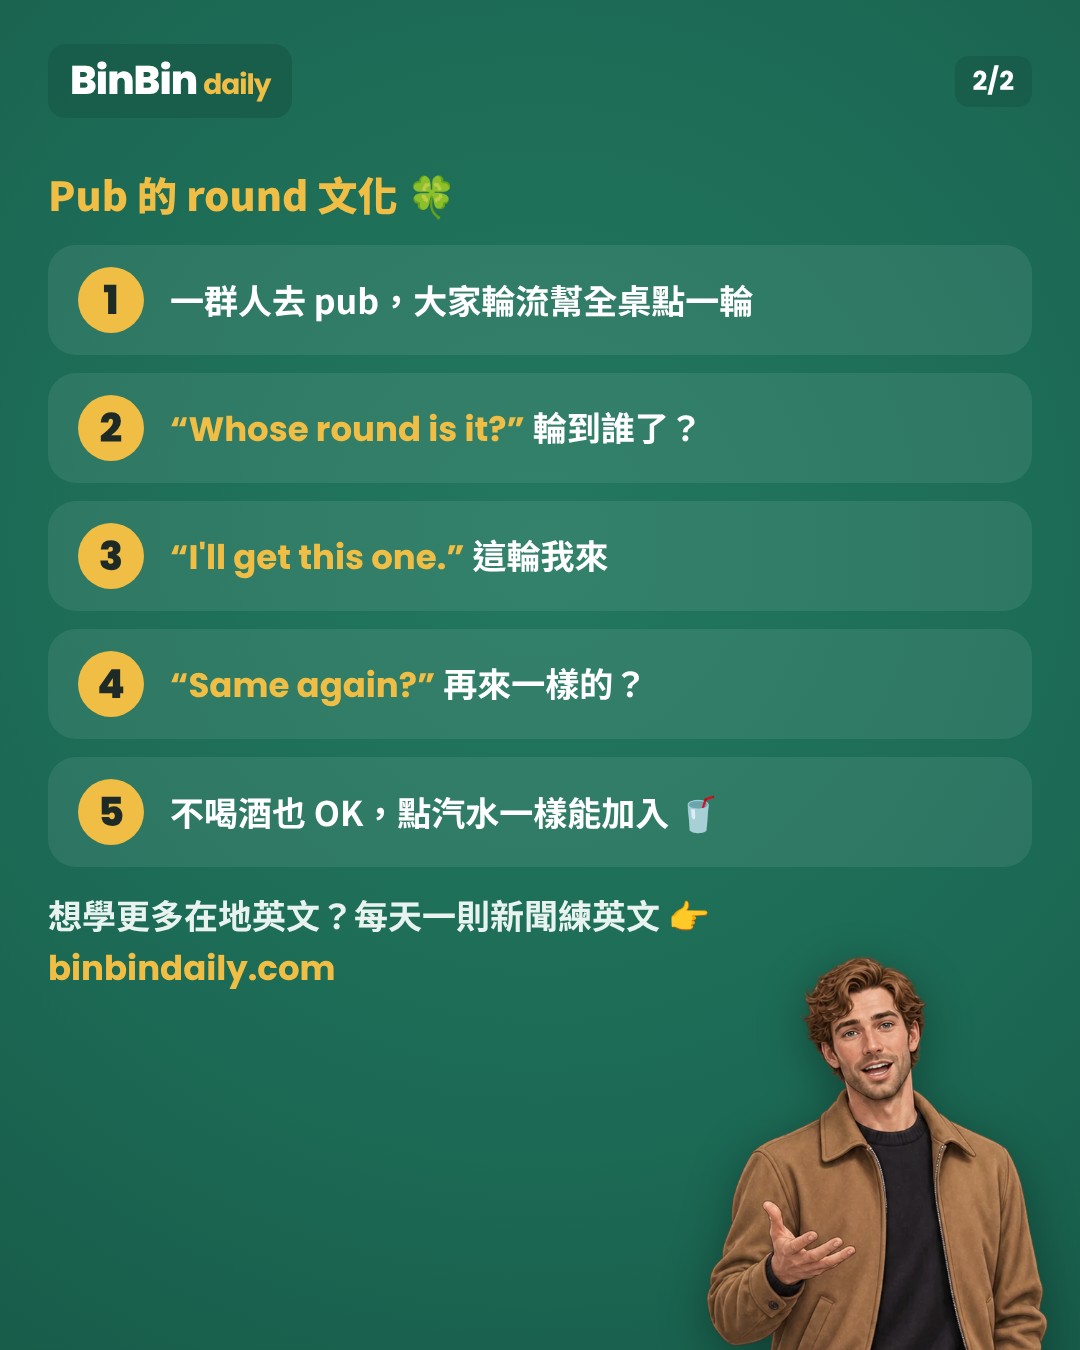 BinBin daily
2/2
Pub 的 round 文化 🍀
1 一群人去 pub，大家輪流幫全桌點一輪
2 “Whose round is it?” 輪到誰了？
3 “I'll get this one.” 這輪我來
4 “Same again?” 再來一樣的？
5 不喝酒也 OK，點汽水一樣能加入 🥤
想學更多在地英文？每天一則新聞練英文 👉
binbindaily.com